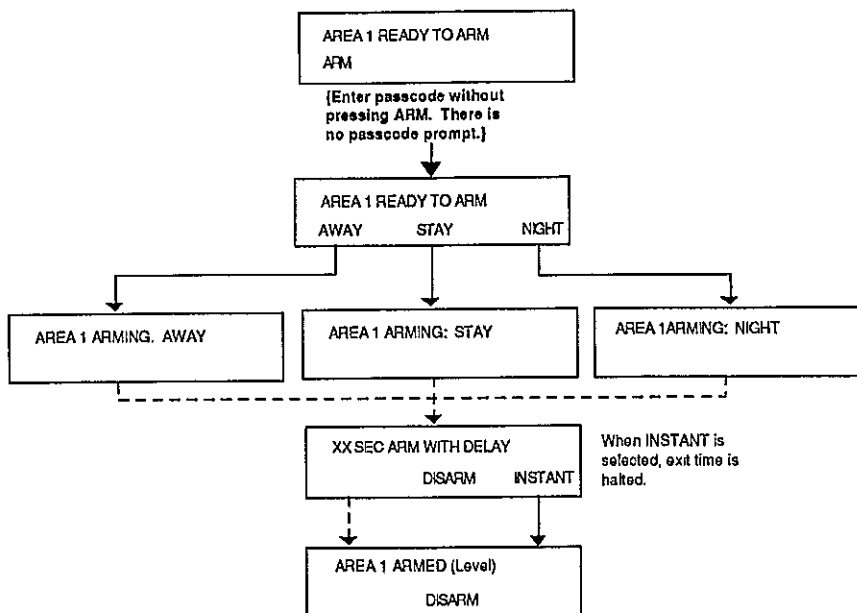 AREA 1 READY TO ARM
ARM
{Enter passcode without
pressing ARM. There is
no passcode prompt.}
AREA 1 READY TO ARM
AWAY STAY NIGHT
AREA 1 ARMING. AWAY
AREA 1 ARMING: STAY
AREA 1ARMING: NIGHT
XX SEC ARM WITH DELAY
DISARM INSTANT
When INSTANT is
selected, exit time is
halted.
AREA 1 ARMED (Level)
DISARM